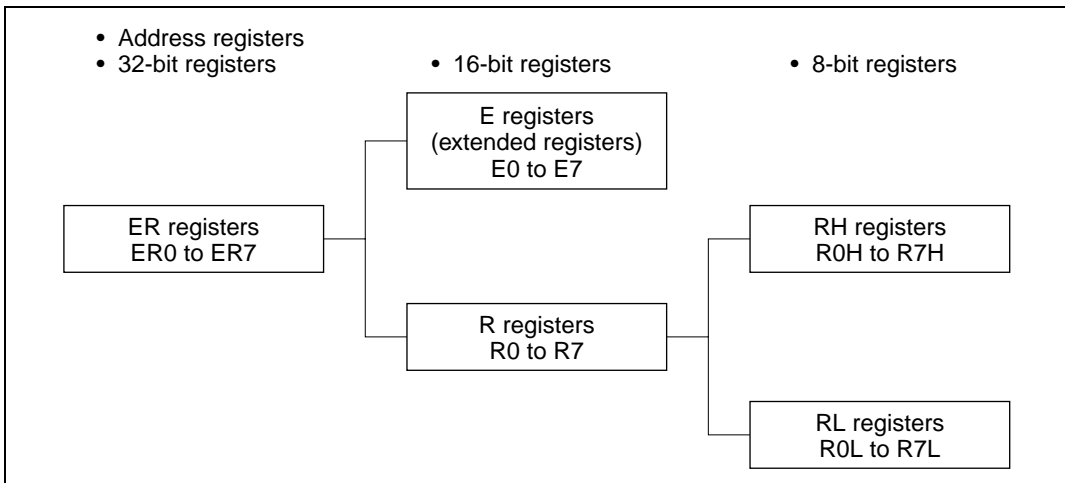 • Address registers
• 32-bit registers
• 16-bit registers
• 8-bit registers
E registers
(extended registers)
E0 to E7
ER registers
ER0 to ER7
RH registers
R0H to R7H
R registers
R0 to R7
RL registers
R0L to R7L